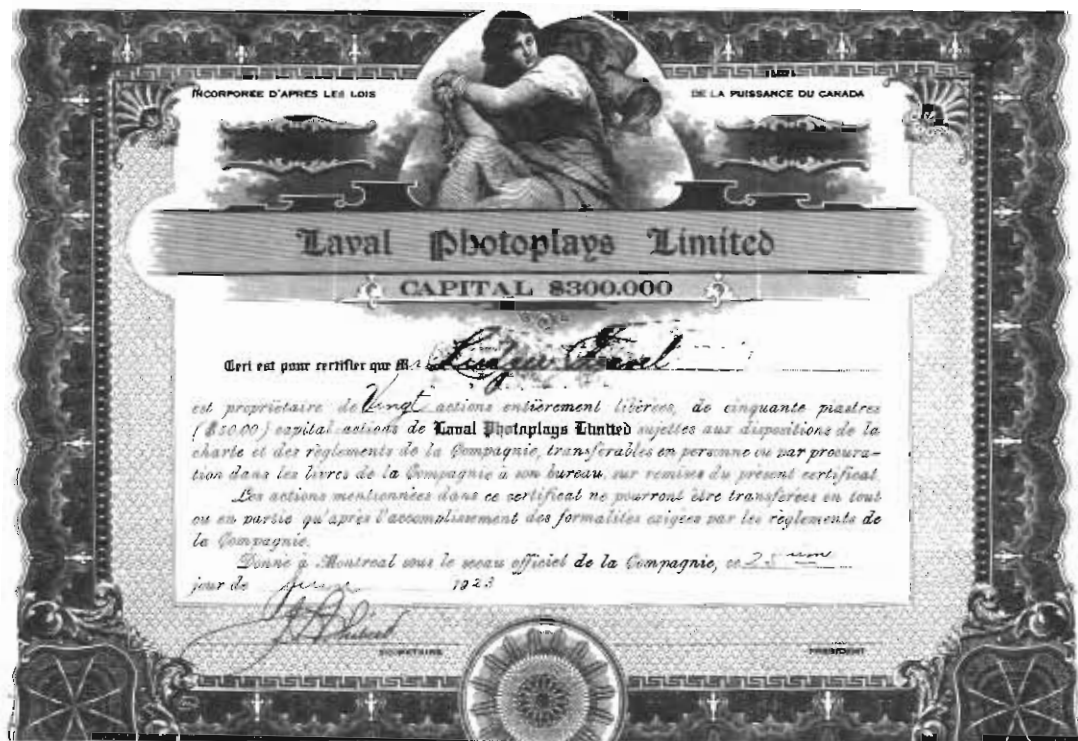 INCORPORÉE D'APRÈS LES LOIS DE LA PUISSANCE DU CANADA
Laval Photoplays Limited
CAPITAL $300.000
Ceci est pour certifier que M
est propriétaire de Vingt actions entièrement libérées, de cinquante piastres
($50.00) capital actions de Laval Photoplays Limited sujettes aux dispositions de la
charte et des règlements de la Compagnie, transférables en personne ou par procura-
tion dans les livres de la Compagnie à son bureau, sur remises du présent certificat.
Les actions mentionnées dans ce certificat ne pourront être transférées en tout
ou en partie qu'après l'accomplissement des formalités exigées par les règlements de
la Compagnie.
Donné à Montreal sous le sceau officiel de la Compagnie, ce
jour de 1923
SECRÉTAIRE PRÉSIDENT